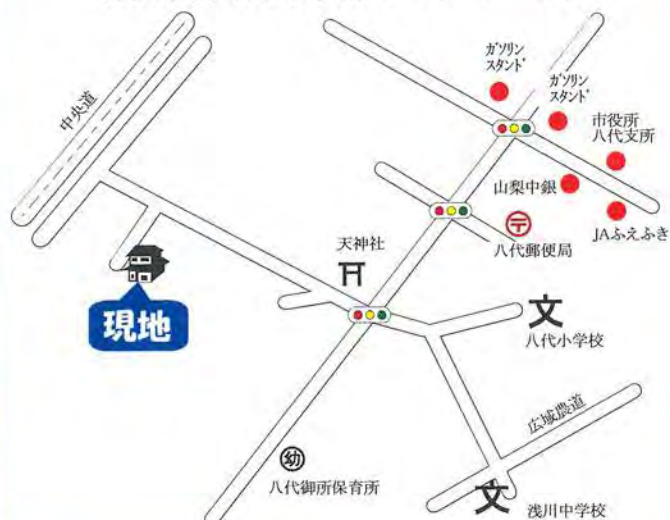 ガソリン
スタンド
ガソリン
スタンド
市役所
八代支所
中央道
山梨中銀
〒
八代郵便局
JAふえふき
天神社
現地
文
八代小学校
広域農道
幼
八代御所保育所
文
浅川中学校